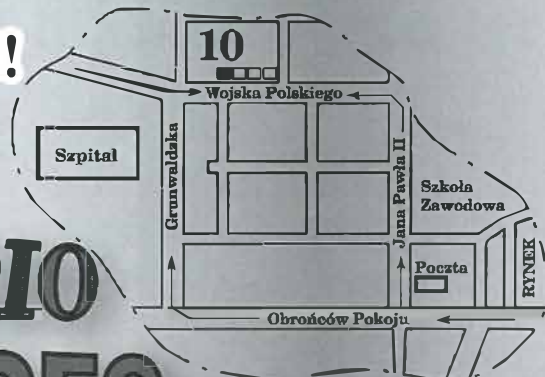 !
10
Wojska Polskiego
Szpital
Grunwaldzka
Jana Pawła II
Szkoła
Zawodowa
Poczta
RYNEK
Obrońców Pokoju